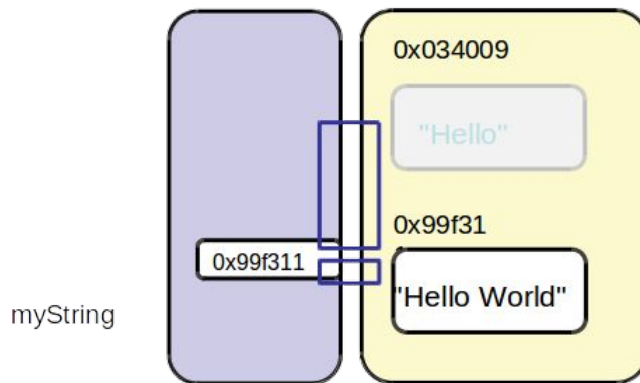 0x034009
"Hello"
0x99f31
0x99f311
"Hello World"
myString